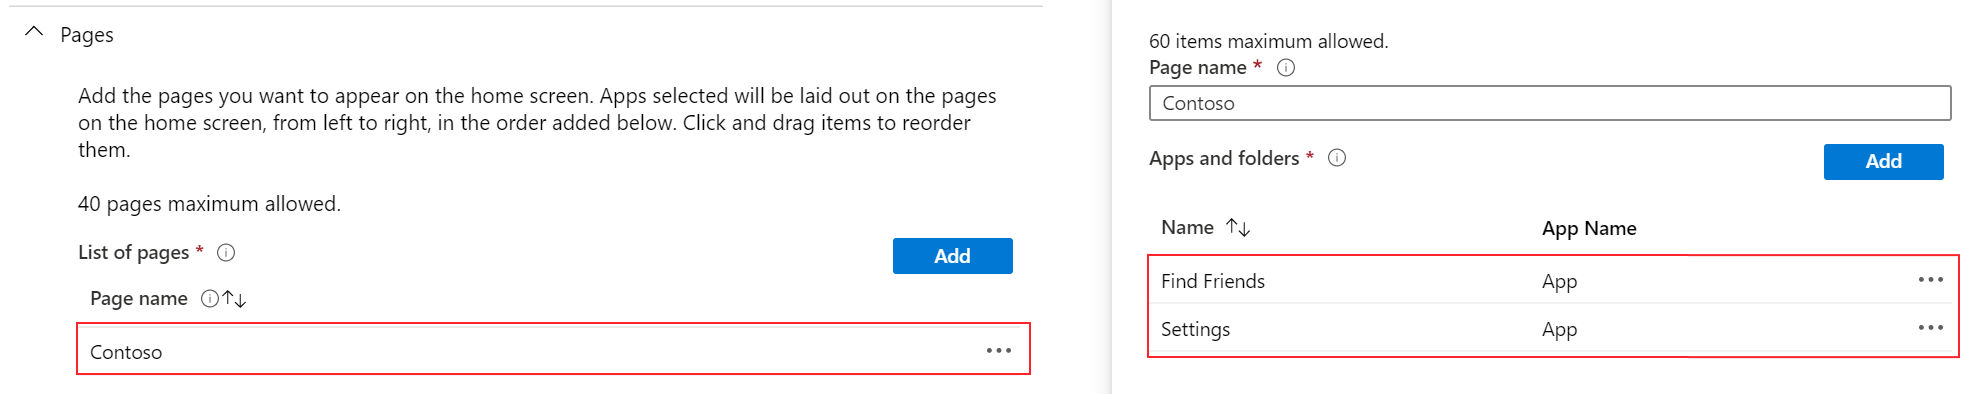 Pages
Add the pages you want to appear on the home screen. Apps selected will be laid out on the pages
on the home screen, from left to right, in the order added below. Click and drag items to reorder
them.
40 pages maximum allowed.
List of pages *
Add
Page name
Contoso
60 items maximum allowed.
Page name *
Contoso
Apps and folders *
Add
Name App Name
Find Friends App
Settings App